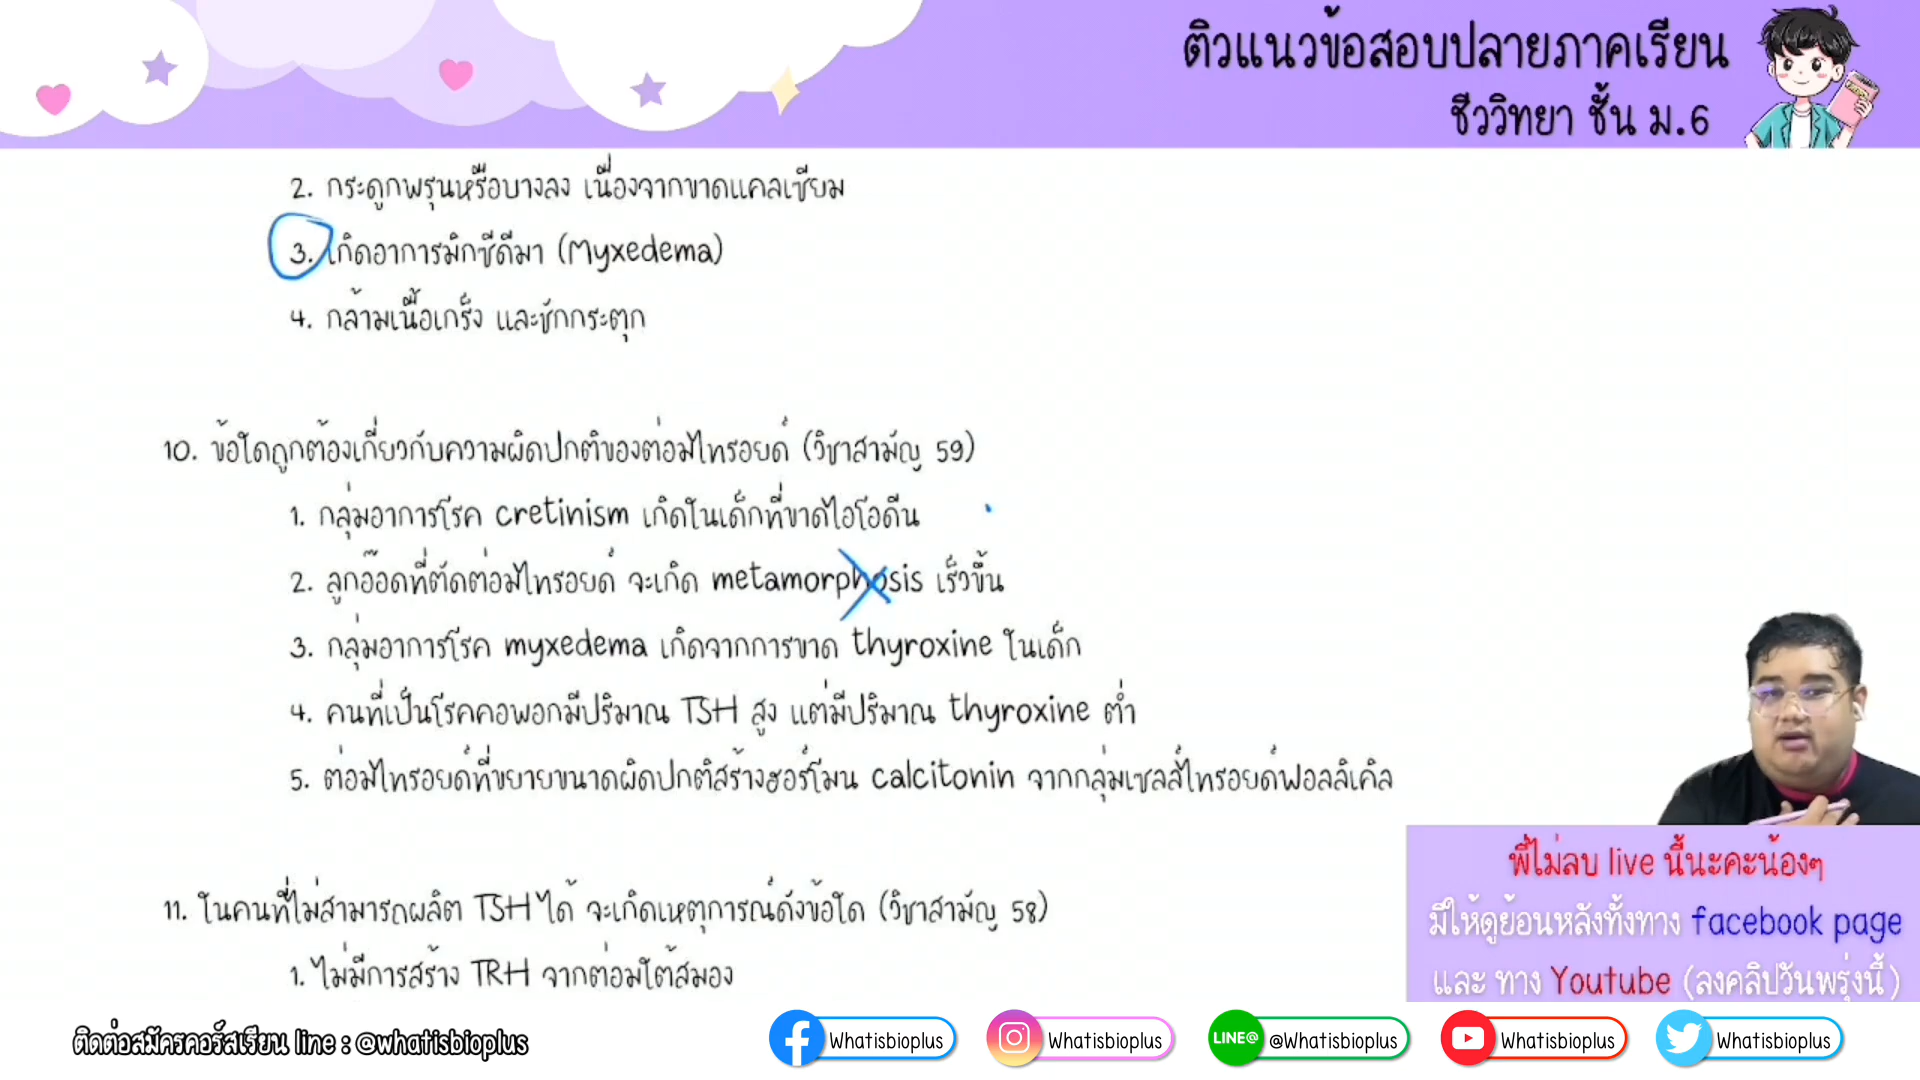 ติวแนวข้อสอบปลายภาคเรียน
ชีววิทยา ชั้น ม.6
2. กระดูกพรุนหรือบางลง เนื่องจากขาดแคลเซียม
3. เกิดอาการมิกซีดีมา (Myxedema)
4. กล้ามเนื้อเกร็ง และชักกระตุก
10. ข้อใดถูกต้องเกี่ยวกับความผิดปกติของต่อมไทรอยด์ (วิชาสามัญ 59)
1. กลุ่มอาการโรค cretinism เกิดในเด็กที่ขาดไอโอดีน
2. ลูกอ๊อดที่ตัดต่อมไทรอยด์ จะเกิด metamorphosis เร็วขึ้น
3. กลุ่มอาการโรค myxedema เกิดจากการขาด thyroxine ในเด็ก
4. คนที่เป็นโรคคอพอกมีปริมาณ TSH สูง แต่มีปริมาณ thyroxine ต่ำ
5. ต่อมไทรอยด์ที่ขยายขนาดผิดปกติสร้างฮอร์โมน calcitonin จากกลุ่มเซลล์ไทรอยด์ฟอลลิเคิล
11. ในคนที่ไม่สามารถผลิต TSH ได้ จะเกิดเหตุการณ์ดังข้อใด (วิชาสามัญ 58)
1. ไม่มีการสร้าง TRH จากต่อมใต้สมอง
พี่ไม่ลบ live นี้นะคะน้องๆ
มีให้ดูย้อนหลังทั้งทาง facebook page
และ ทาง Youtube (ลงคลิปวันพรุ่งนี้)
ติดต่อสมัครคอร์สเรียน line : @whatisbioplus
Whatisbioplus
Whatisbioplus
LINE@ @Whatisbioplus
Whatisbioplus
Whatisbioplus